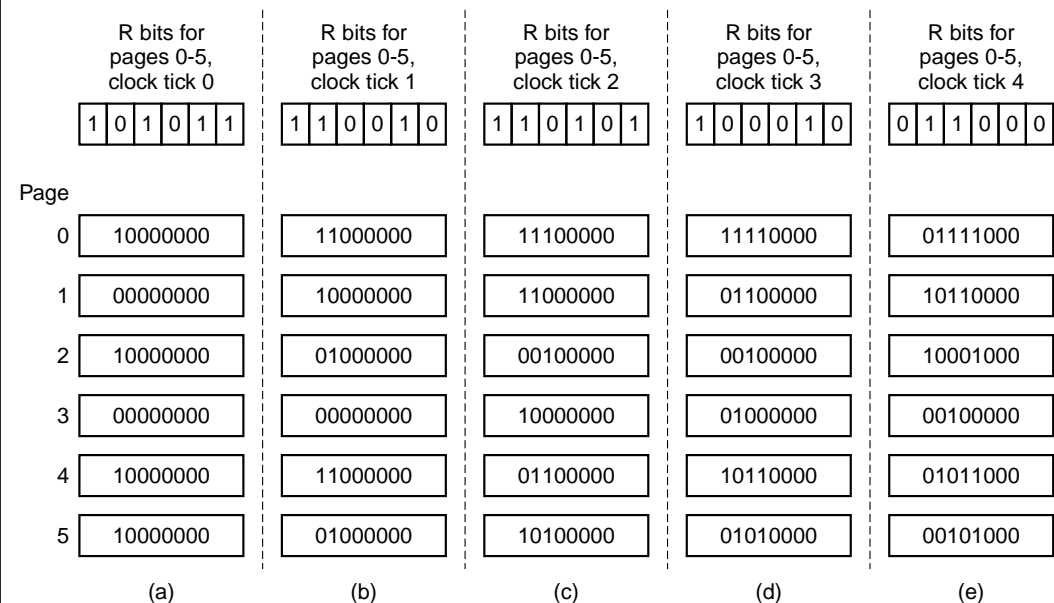 R bits for pages 0-5, clock tick 0
R bits for pages 0-5, clock tick 1
R bits for pages 0-5, clock tick 2
R bits for pages 0-5, clock tick 3
R bits for pages 0-5, clock tick 4
1 0 1 0 1 1
1 1 0 0 1 0
1 1 0 1 0 1
1 0 0 0 1 0
0 1 1 0 0 0
Page
0 10000000 11000000 11100000 11110000 01111000
1 00000000 10000000 11000000 01100000 10110000
2 10000000 01000000 00100000 00100000 10001000
3 00000000 00000000 10000000 01000000 00100000
4 10000000 11000000 01100000 10110000 01011000
5 10000000 01000000 10100000 01010000 00101000
(a) (b) (c) (d) (e)